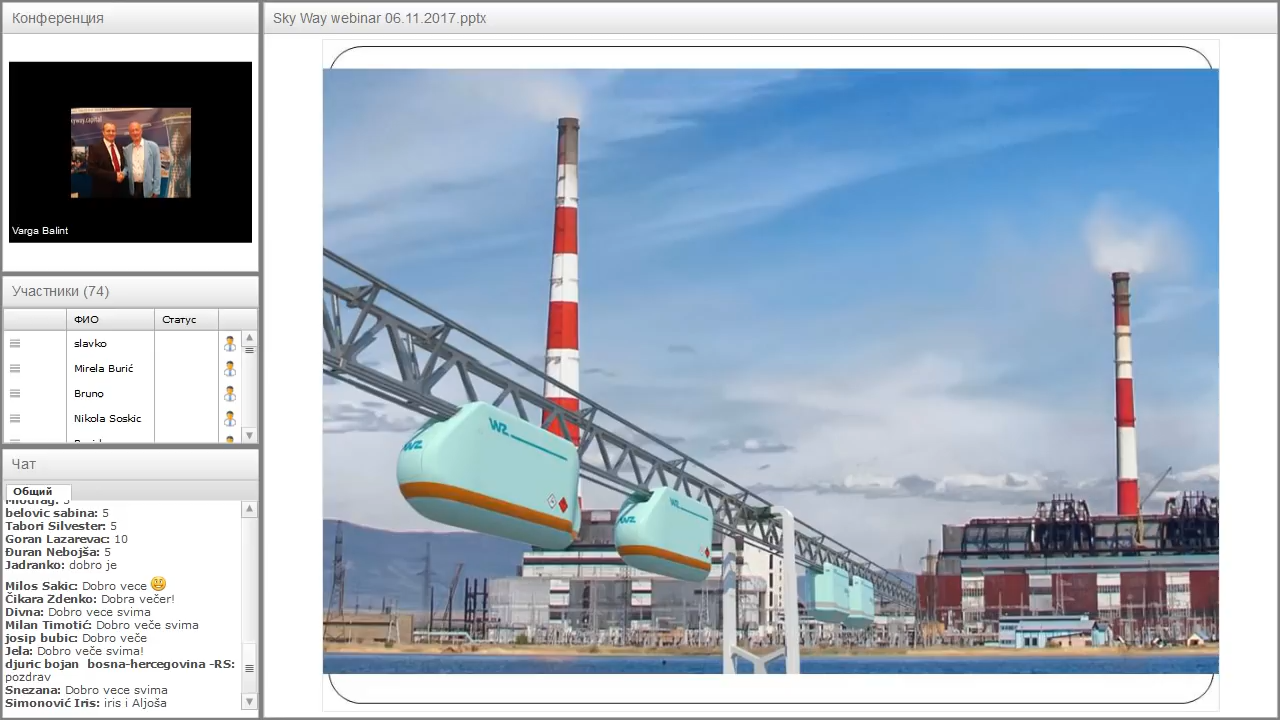 Конференция
Sky Way webinar 06.11.2017.pptx
skyway.capital
Varga Balint
Участники (74)
ФИО
Статус
slavko
Mirela Burić
Bruno
Nikola Soskic
Чат
Общий
Miodrag: 5
belovic sabina: 5
Tabori Silvester: 5
Goran Lazarevac: 10
Đuran Nebojša: 5
Jadranko: dobro je
Milos Sakic: Dobro vece
Čikara Zdenko: Dobra večer!
Divna: Dobro vece svima
Milan Timotić: Dobro veče svima
josip bubic: Dobro veče
Jela: Dobro veče svima!
djuric bojan bosna-hercegovina -RS:
pozdrav
Snezana: Dobro vece svima
Simonović Iris: iris i Aljoša